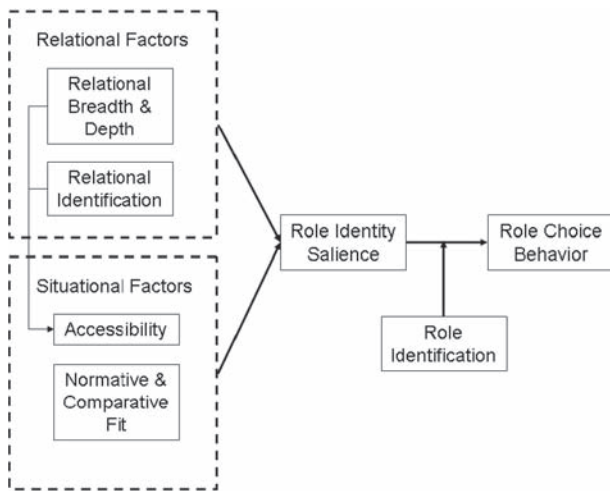 Relational Factors
Relational
Breadth &
Depth
Relational
Identification
Situational Factors
Accessibility
Normative &
Comparative
Fit
Role Identity
Salience
Role Choice
Behavior
Role
Identification